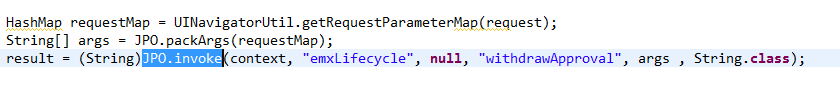 HashMap requestMap = UINavigatorUtil.getRequestParameterMap(request);
String[] args = JPO.packArgs(requestMap);
result = (String)JPO.invoke(context, "emxLifecycle", null, "withdrawApproval", args , String.class);